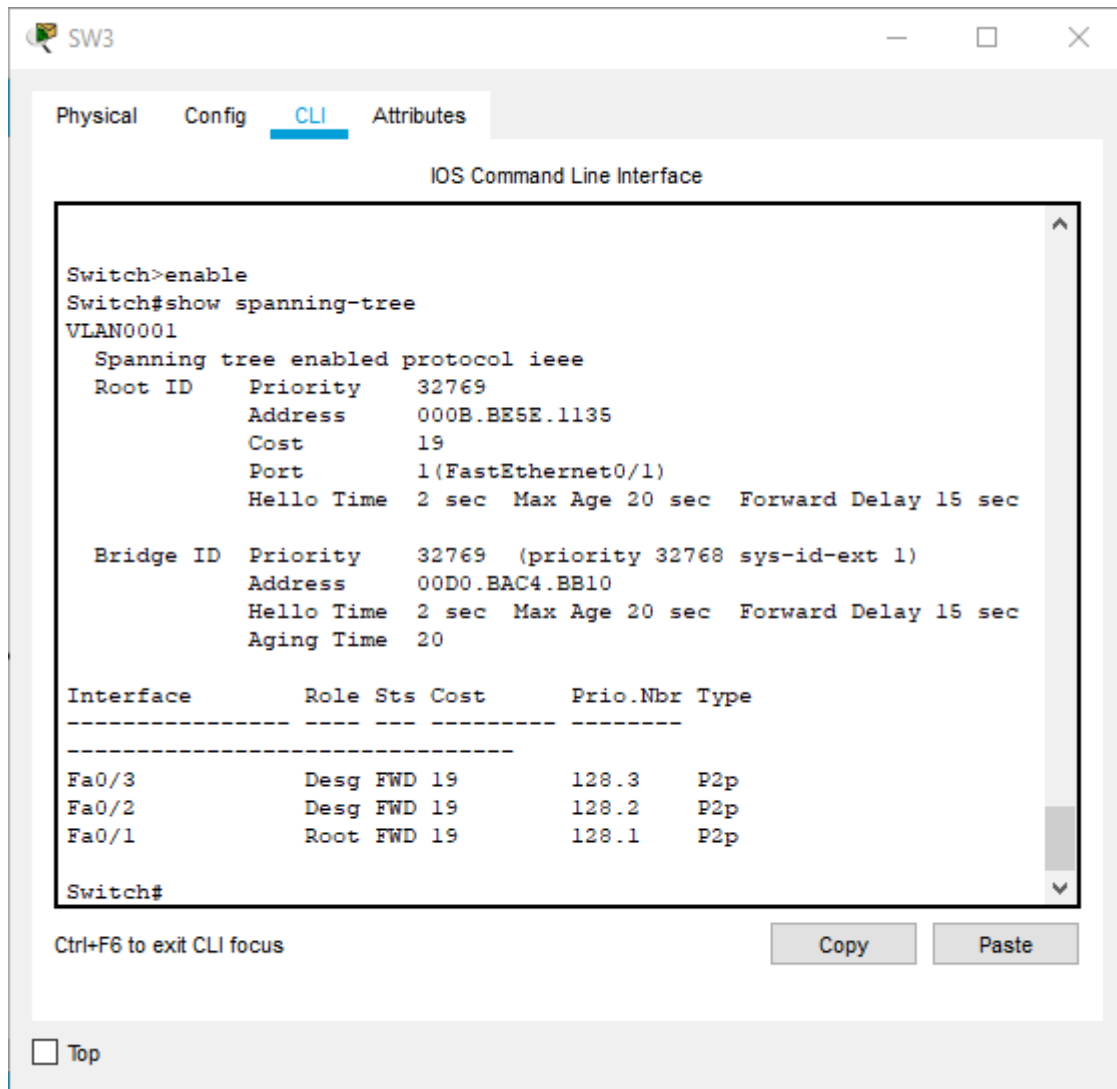 SW3
Physical Config CLI Attributes
IOS Command Line Interface
Switch>enable
Switch#show spanning-tree
VLAN0001
  Spanning tree enabled protocol ieee
  Root ID    Priority    32769
             Address     000B.BE5E.1135
             Cost        19
             Port        1(FastEthernet0/1)
             Hello Time  2 sec  Max Age 20 sec  Forward Delay 15 sec

  Bridge ID  Priority    32769  (priority 32768 sys-id-ext 1)
             Address     00D0.BAC4.BB10
             Hello Time  2 sec  Max Age 20 sec  Forward Delay 15 sec
             Aging Time  20

Interface        Role Sts Cost      Prio.Nbr Type
---------------- ---- --- --------- --------
--------------------------------
Fa0/3            Desg FWD 19        128.3    P2p
Fa0/2            Desg FWD 19        128.2    P2p
Fa0/1            Root FWD 19        128.1    P2p

Switch#
Ctrl+F6 to exit CLI focus Copy Paste
Top